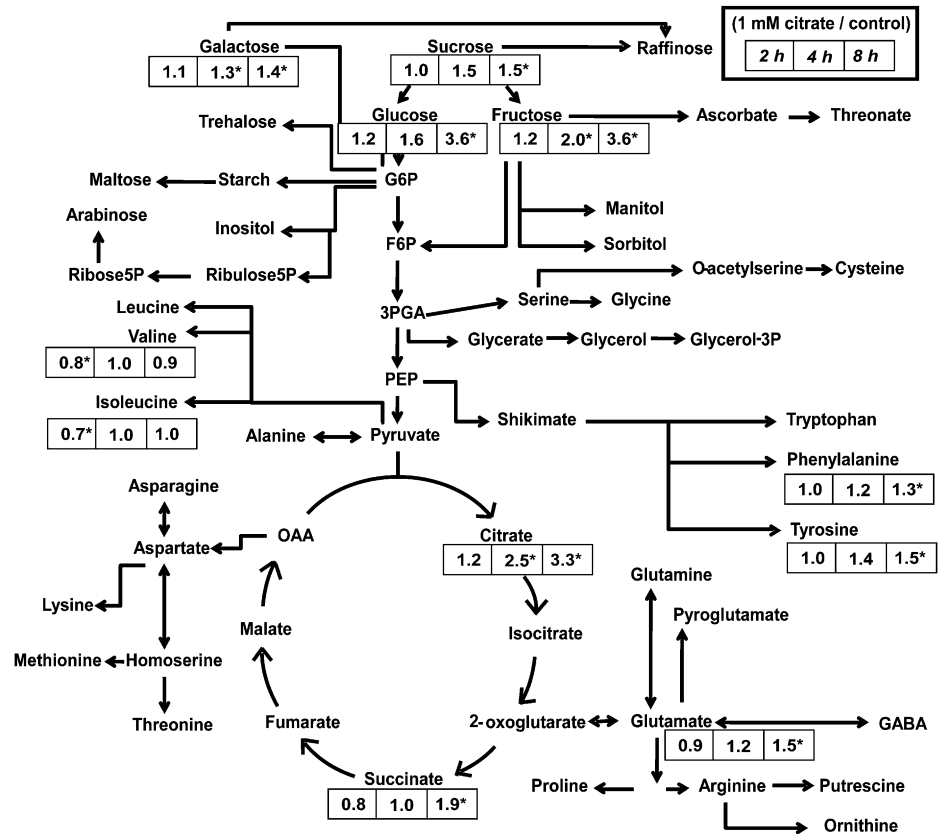 (1 mM citrate / control)
2 h 4 h 8 h
Galactose
1.1 1.3* 1.4*
Sucrose
1.0 1.5 1.5*
Raffinose
Trehalose
Glucose
1.2 1.6 3.6*
Fructose
1.2 2.0* 3.6*
Ascorbate
Threonate
Maltose
Starch
G6P
Arabinose
Inositol
Manitol
F6P
Sorbitol
Ribose5P
Ribulose5P
O-acetylserine
Cysteine
Serine
Glycine
Leucine
3PGA
Valine
0.8* 1.0 0.9
Glycerate
Glycerol
Glycerol-3P
PEP
Isoleucine
0.7* 1.0 1.0
Shikimate
Tryptophan
Alanine
Pyruvate
Phenylalanine
1.0 1.2 1.3*
Asparagine
Tyrosine
1.0 1.4 1.5*
OAA
Citrate
1.2 2.5* 3.3*
Aspartate
Glutamine
Lysine
Pyroglutamate
Malate
Isocitrate
Methionine
Homoserine
Threonine
Fumarate
2-oxoglutarate
Glutamate
0.9 1.2 1.5*
GABA
Succinate
0.8 1.0 1.9*
Proline
Arginine
Putrescine
Ornithine